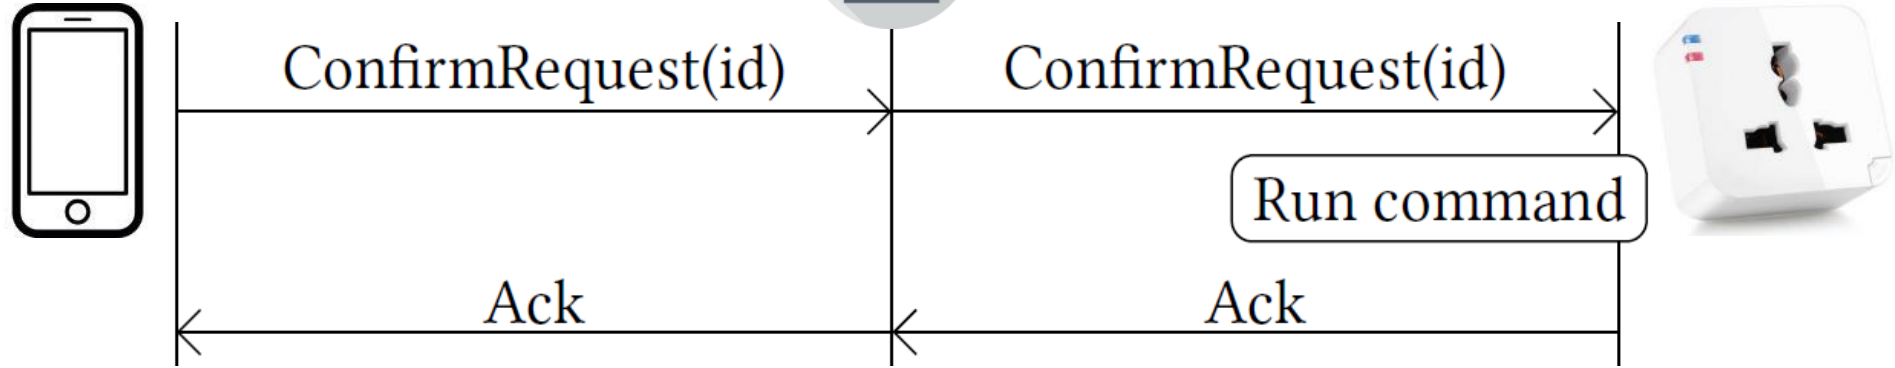 ConfirmRequest(id)
ConfirmRequest(id)
Run command
Ack
Ack